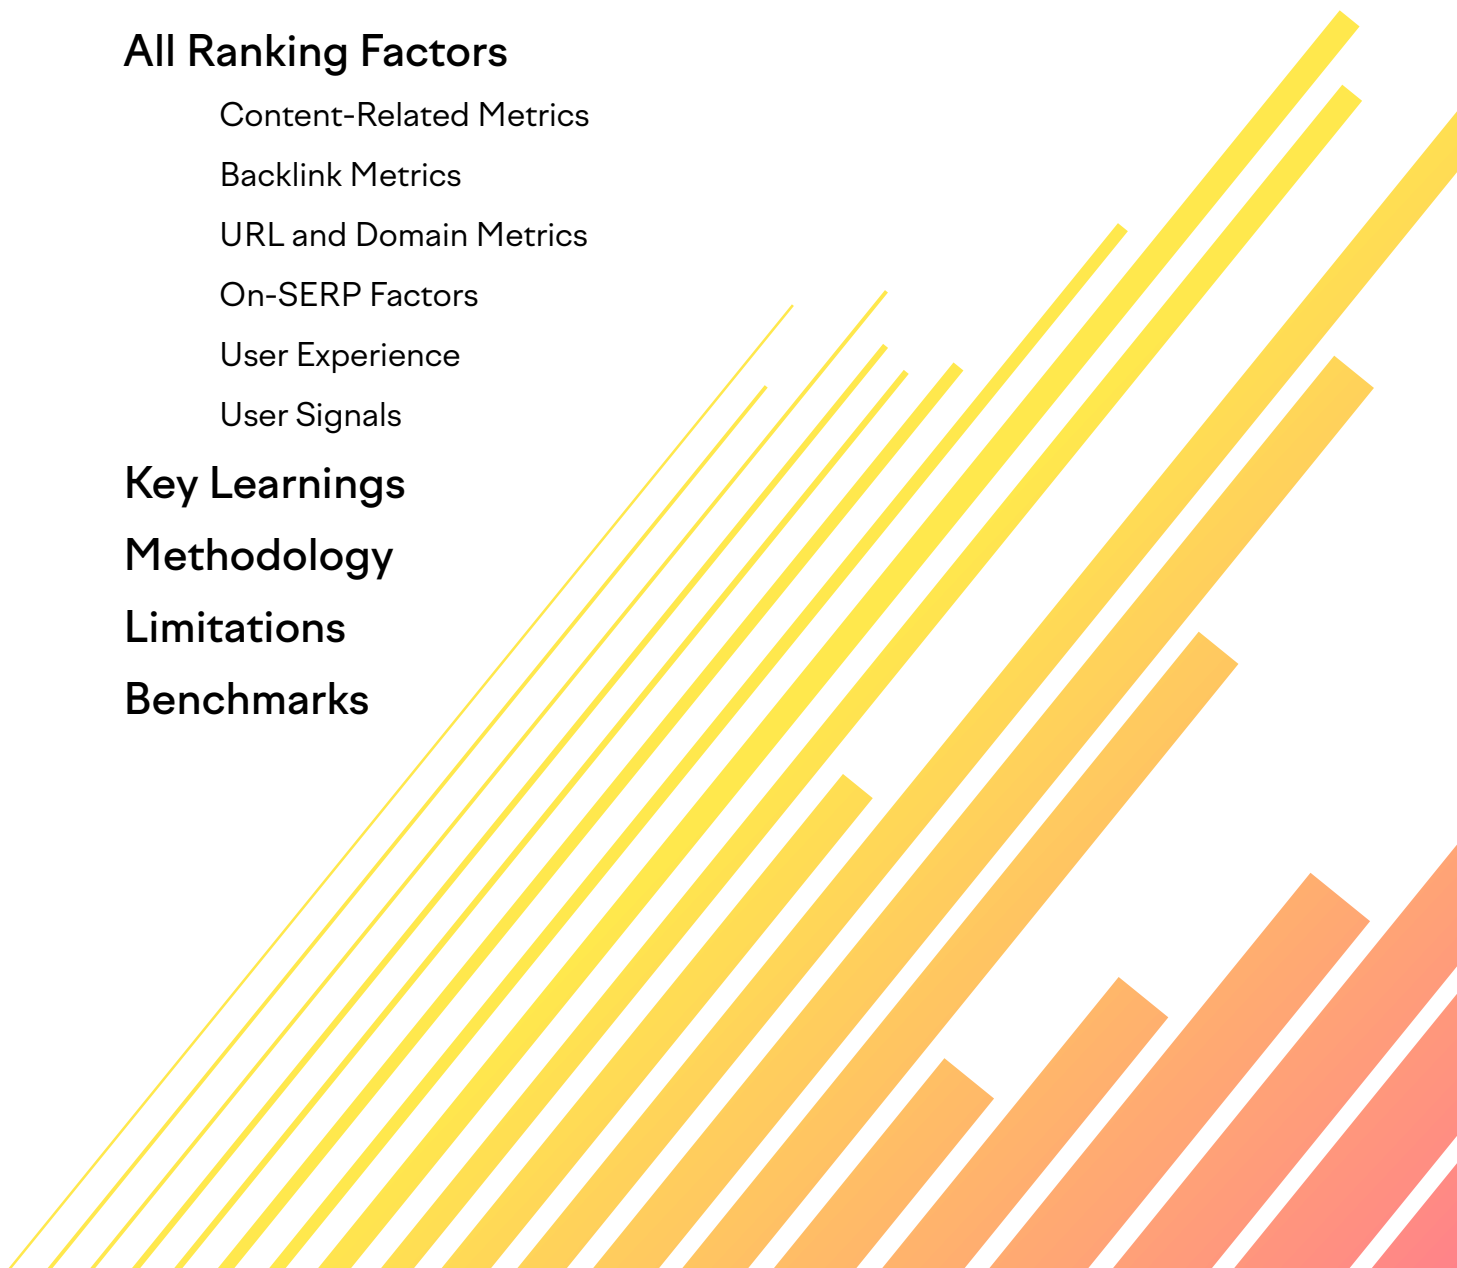 All Ranking Factors
Content-Related Metrics
Backlink Metrics
URL and Domain Metrics
On-SERP Factors
User Experience
User Signals
Key Learnings
Methodology
Limitations
Benchmarks